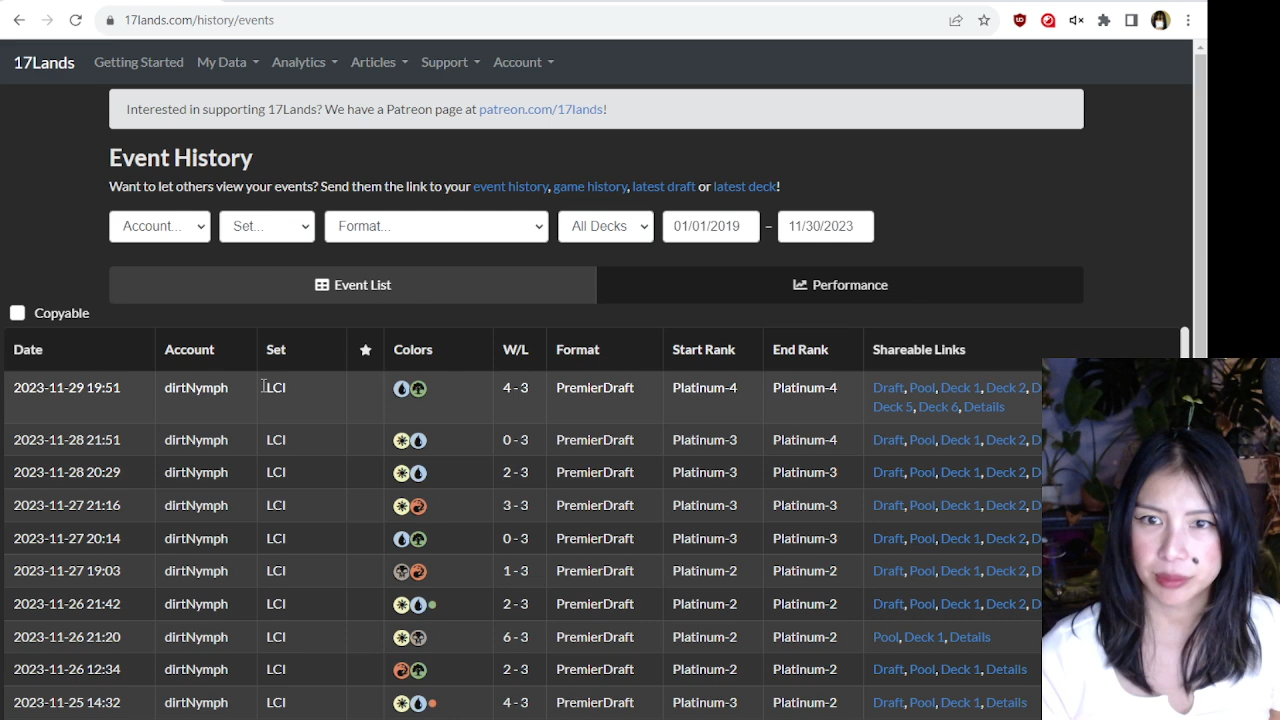 17lands.com/history/events
17Lands Getting Started My Data Analytics Articles Support Account
Interested in supporting 17Lands? We have a Patreon page at patreon.com/17lands!
Event History
Want to let others view your events? Send them the link to your event history, game history, latest draft or latest deck!
Account... Set... Format... All Decks 01/01/2019 – 11/30/2023
Event List Performance
Copyable
Date Account Set Colors W/L Format Start Rank End Rank Shareable Links
2023-11-29 19:51 dirtNymph LCI 4 - 3 PremierDraft Platinum-4 Platinum-4 Draft, Pool, Deck 1, Deck 2, D
Deck 5, Deck 6, Details
2023-11-28 21:51 dirtNymph LCI 0 - 3 PremierDraft Platinum-3 Platinum-4 Draft, Pool, Deck 1, Deck 2, D
2023-11-28 20:29 dirtNymph LCI 2 - 3 PremierDraft Platinum-3 Platinum-3 Draft, Pool, Deck 1, Deck 2, D
2023-11-27 21:16 dirtNymph LCI 3 - 3 PremierDraft Platinum-3 Platinum-3 Draft, Pool, Deck 1, Deck 2, D
2023-11-27 20:14 dirtNymph LCI 0 - 3 PremierDraft Platinum-3 Platinum-3 Draft, Pool, Deck 1, Deck 2, D
2023-11-27 19:03 dirtNymph LCI 1 - 3 PremierDraft Platinum-2 Platinum-2 Draft, Pool, Deck 1, Deck 2, D
2023-11-26 21:42 dirtNymph LCI 2 - 3 PremierDraft Platinum-2 Platinum-2 Draft, Pool, Deck 1, Deck 2, D
2023-11-26 21:20 dirtNymph LCI 6 - 3 PremierDraft Platinum-2 Platinum-2 Pool, Deck 1, Details
2023-11-26 12:34 dirtNymph LCI 2 - 3 PremierDraft Platinum-2 Platinum-2 Draft, Pool, Deck 1, Details
2023-11-25 14:32 dirtNymph LCI 4 - 3 PremierDraft Platinum-2 Platinum-2 Draft, Pool, Deck 1, Details